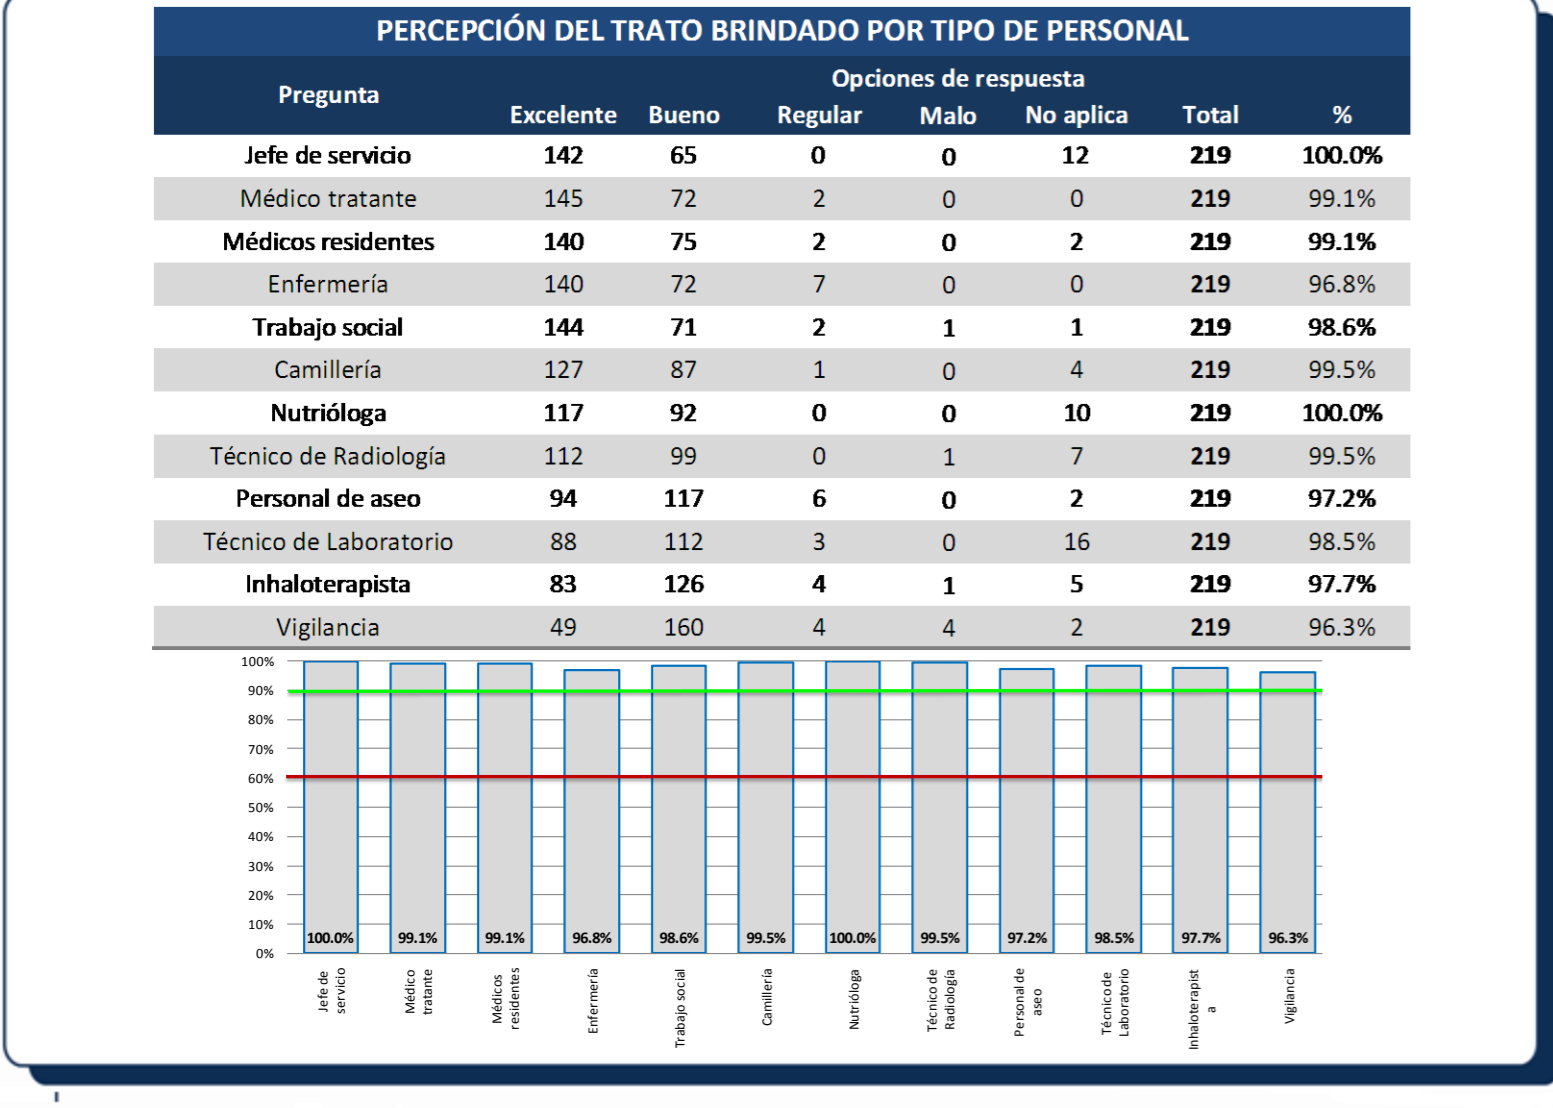 PERCEPCIÓN DEL TRATO BRINDADO POR TIPO DE PERSONAL
Pregunta
Opciones de respuesta
Excelente Bueno Regular Malo No aplica Total %
Jefe de servicio 142 65 0 0 12 219 100.0%
Médico tratante 145 72 2 0 0 219 99.1%
Médicos residentes 140 75 2 0 2 219 99.1%
Enfermería 140 72 7 0 0 219 96.8%
Trabajo social 144 71 2 1 1 219 98.6%
Camillería 127 87 1 0 4 219 99.5%
Nutrióloga 117 92 0 0 10 219 100.0%
Técnico de Radiología 112 99 0 1 7 219 99.5%
Personal de aseo 94 117 6 0 2 219 97.2%
Técnico de Laboratorio 88 112 3 0 16 219 98.5%
Inhaloterapista 83 126 4 1 5 219 97.7%
Vigilancia 49 160 4 4 2 219 96.3%
100%
90%
80%
70%
60%
50%
40%
30%
20%
10%
0%
100.0% 99.1% 99.1% 96.8% 98.6% 99.5% 100.0% 99.5% 97.2% 98.5% 97.7% 96.3%
Jefe de
servicio
Médico
tratante
Médicos
residentes
Enfermería
Trabajo social
Camillería
Nutrióloga
Técnico de
Radiología
Personal de
aseo
Técnico de
Laboratorio
Inhaloterapist
a
Vigilancia